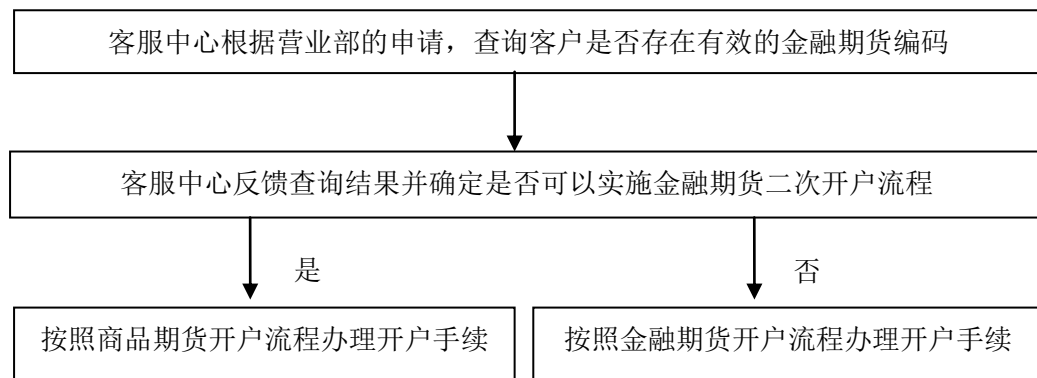 客服中心根据营业部的申请，查询客户是否存在有效的金融期货编码
客服中心反馈查询结果并确定是否可以实施金融期货二次开户流程
是
否
按照商品期货开户流程办理开户手续
按照金融期货开户流程办理开户手续